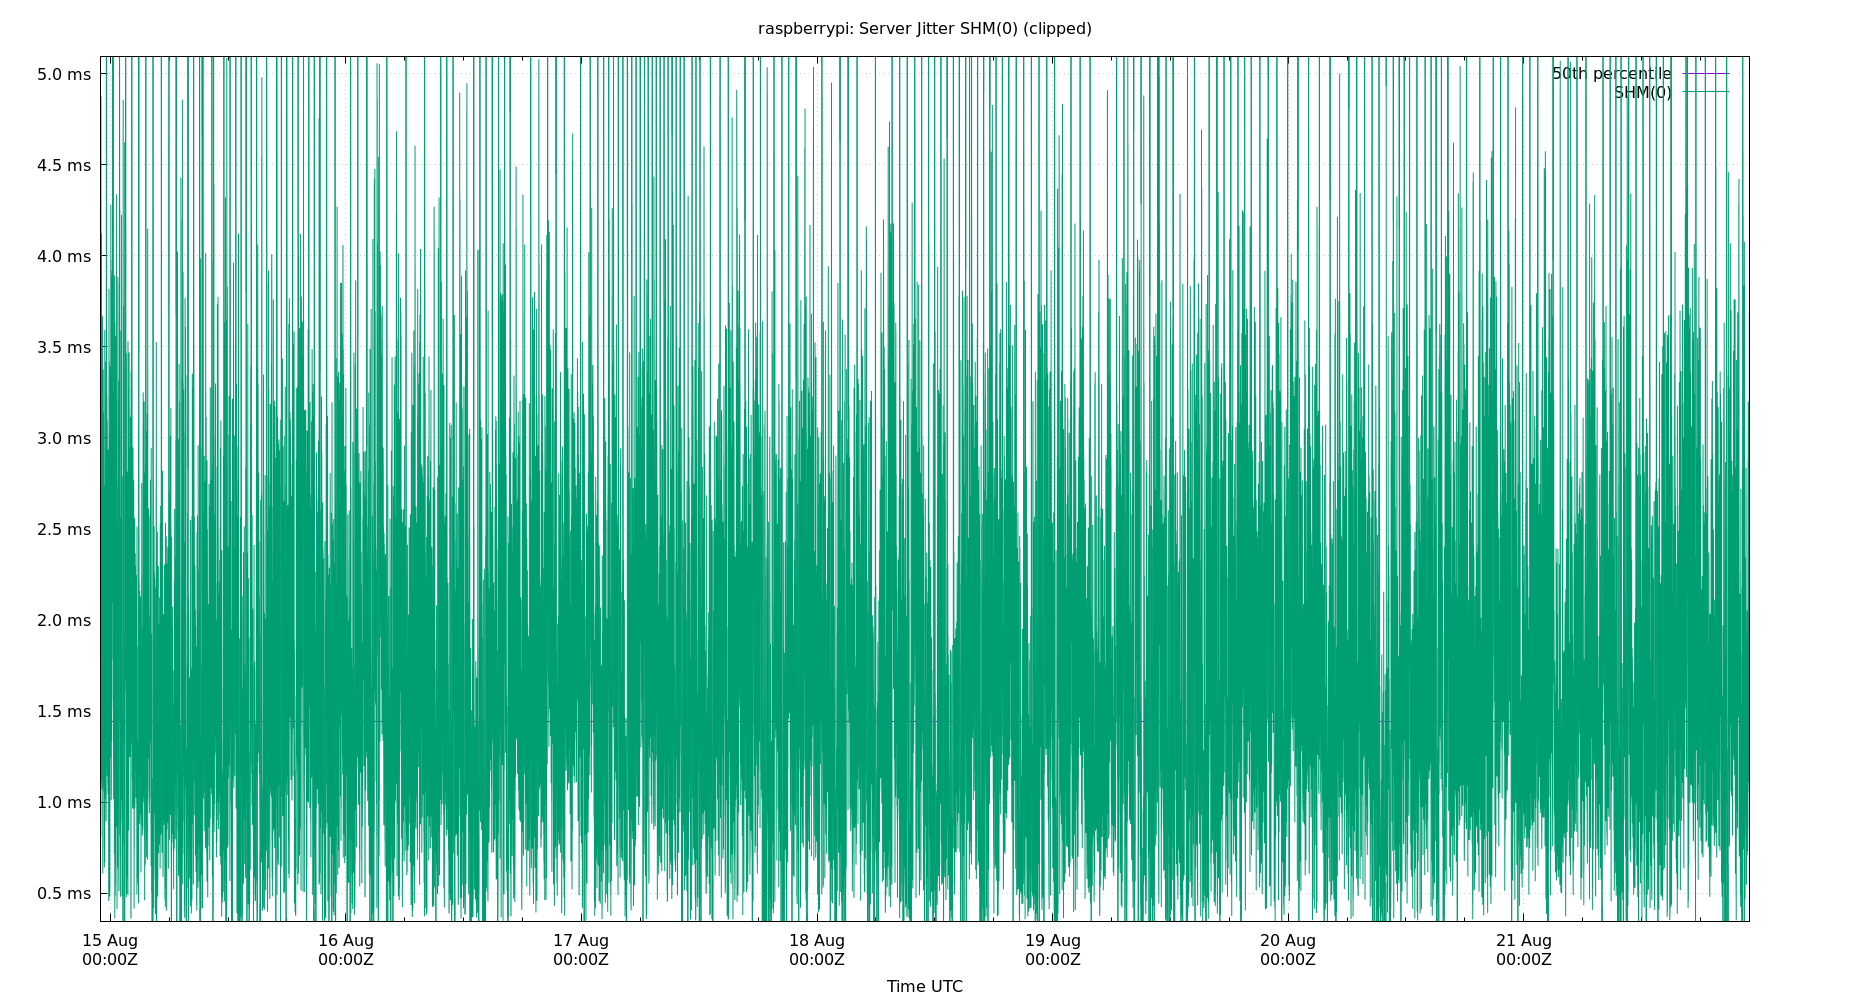 raspberrypi: Server Jitter SHM(0) (clipped)
5.0 ms
50th percentile
SHM(0)
4.5 ms
4.0 ms
3.5 ms
3.0 ms
2.5 ms
2.0 ms
1.5 ms
1.0 ms
0.5 ms
15 Aug 16 Aug 17 Aug 18 Aug 19 Aug 20 Aug 21 Aug
00:00Z 00:00Z 00:00Z 00:00Z 00:00Z 00:00Z 00:00Z
Time UTC